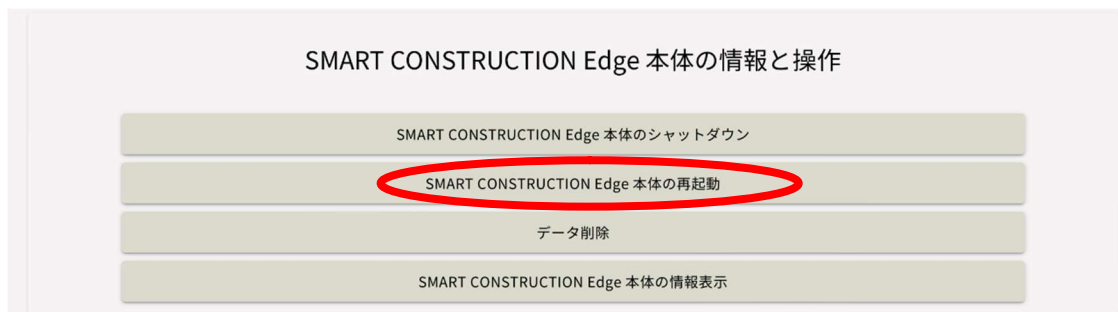 SMART CONSTRUCTION Edge 本体の情報と操作
SMART CONSTRUCTION Edge 本体のシャットダウン
SMART CONSTRUCTION Edge 本体の再起動
データ削除
SMART CONSTRUCTION Edge 本体の情報表示